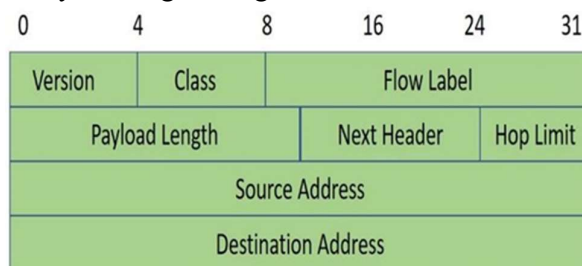 0 4 8 16 24 31
Version Class Flow Label
Payload Length Next Header Hop Limit
Source Address
Destination Address